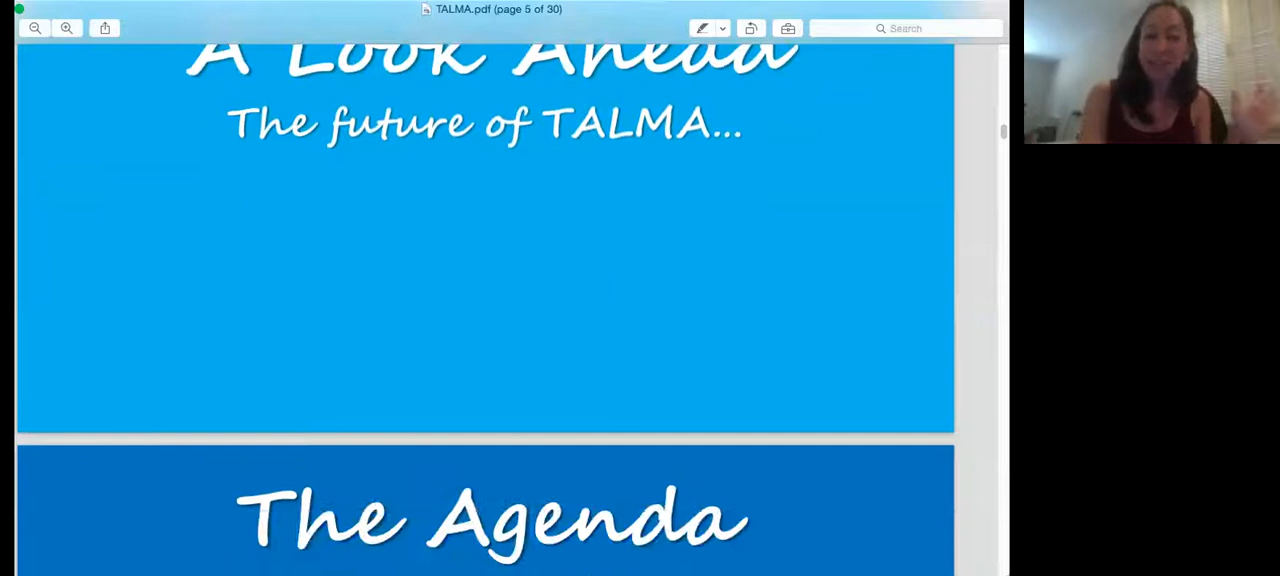 TALMA.pdf (page 5 of 30)
Search
A Look Ahead
The future of TALMA...
The Agenda